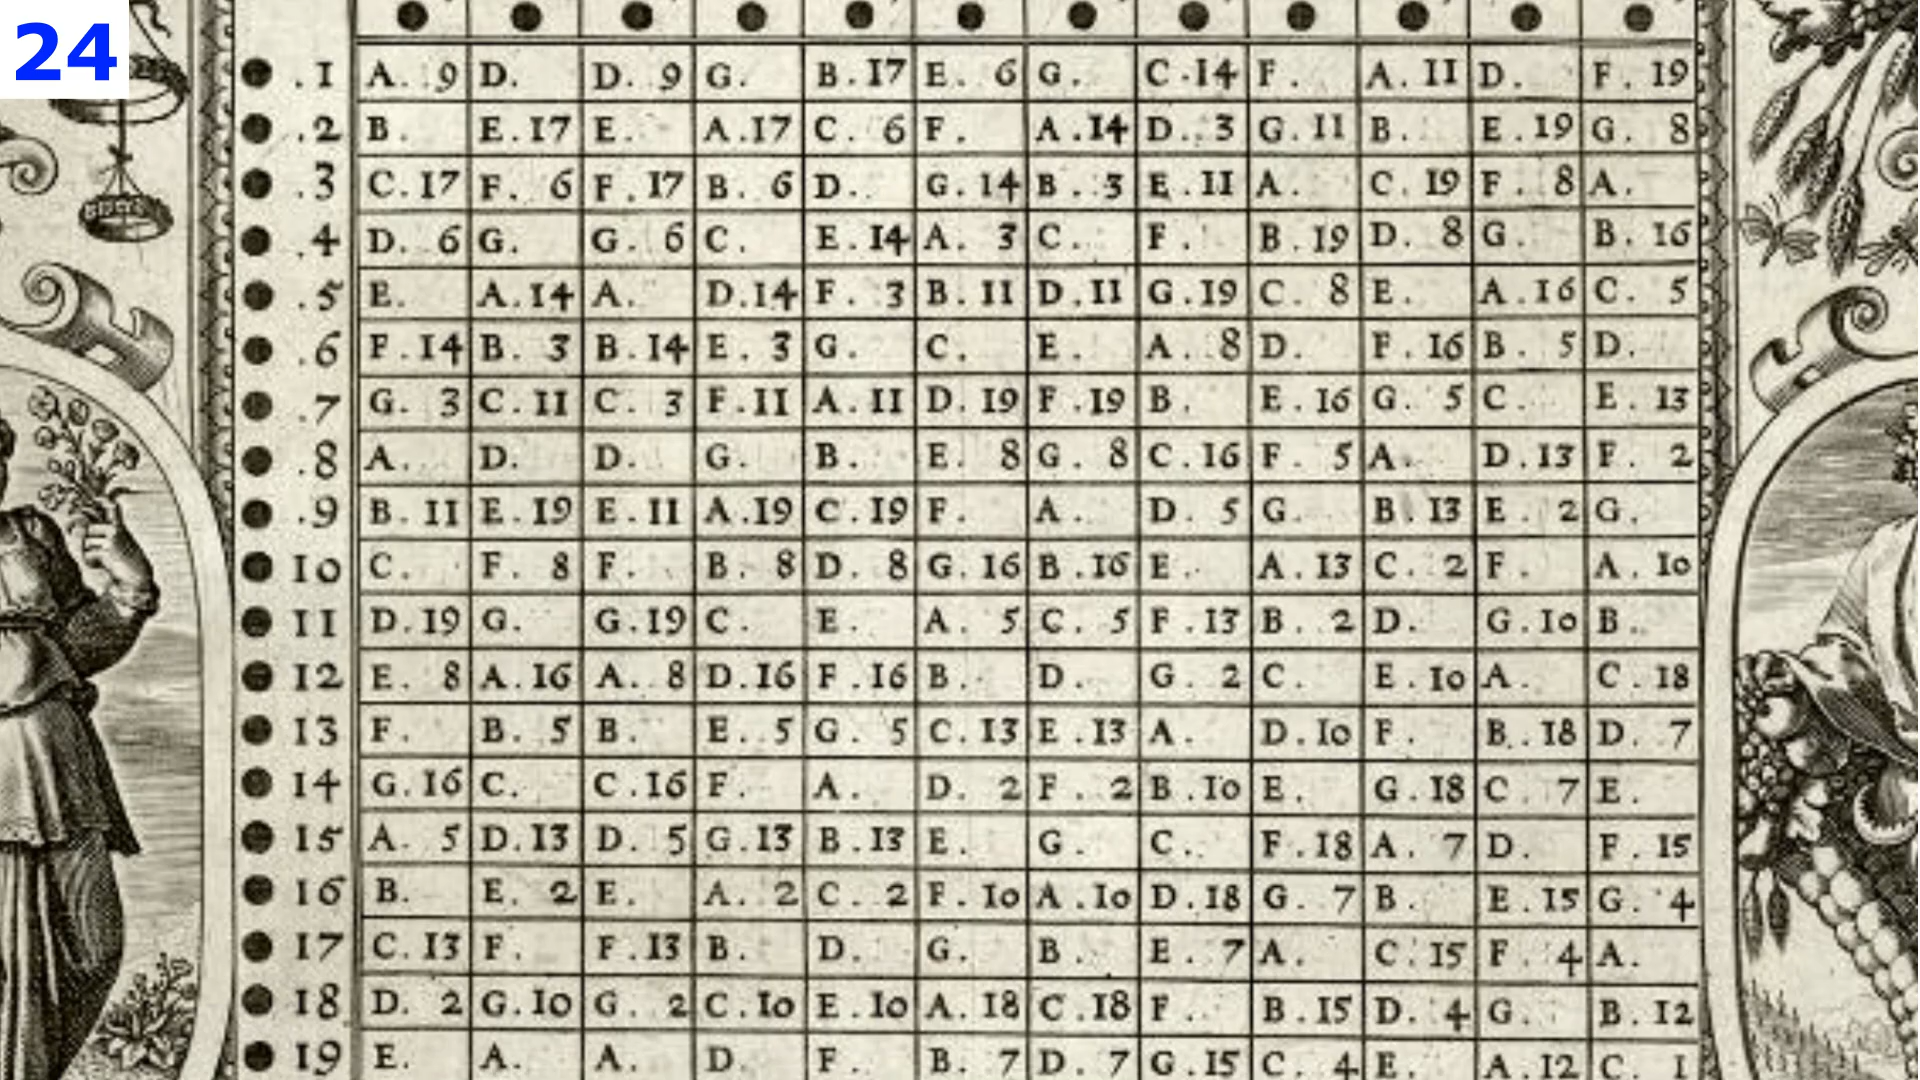 24
.1 A. 9 D. D. 9 G. B.17 E. 6 G. C.14 F. A. 11 D. F. 19
.2 B. E.17 E. A.17 C. 6 F. A.14 D. 3 G. 11 B. E.19 G. 8
.3 C.17 F. 6 F.17 B. 6 D. G.14 B. 3 E.11 A. C. 19 F. 8 A.
.4 D. 6 G. G. 6 C. E.14 A. 3 C. F. B.19 D. 8 G. B. 16
.5 E. A.14 A. D.14 F. 3 B.11 D.11 G.19 C. 8 E. A.16 C. 5
.6 F.14 B. 3 B.14 E. 3 G. C. E. A. 8 D. F. 16 B. 5 D.
.7 G. 3 C.11 C. 3 F.11 A.11 D. 19 F.19 B. E.16 G. 5 C. E. 13
.8 A. D. D. G. B. E. 8 G. 8 C.16 F. 5 A. D.13 F. 2
.9 B.11 E.19 E.11 A.19 C.19 F. A. D. 5 G. B.13 E. 2 G.
10 C. F. 8 F. B. 8 D. 8 G.16 B.16 E. A.13 C. 2 F. A. 10
11 D.19 G. G.19 C. E. A. 5 C. 5 F.13 B. 2 D. G.10 B.
12 E. 8 A.16 A. 8 D.16 F.16 B. D. G. 2 C. E.10 A. C.18
13 F. B. 5 B. E. 5 G. 5 C.13 E.13 A. D.10 F. B.18 D. 7
14 G.16 C. C.16 F. A. D. 2 F. 2 B.10 E. G.18 C. 7 E.
15 A. 5 D.13 D. 5 G.13 B.13 E. G. C. F.18 A. 7 D. F. 15
16 B. E. 2 E. A. 2 C. 2 F. 10 A.10 D.18 G. 7 B. E.15 G. 4
17 C.13 F. F.13 B. D. G. B. E. 7 A. C.15 F. 4 A.
18 D. 2 G.10 G. 2 C.10 E.10 A.18 C.18 F. B.15 D. 4 G. B.12
19 E. A. A. D. F. B. 7 D. 7 G.15 C. 4 E. A.12 C. 1